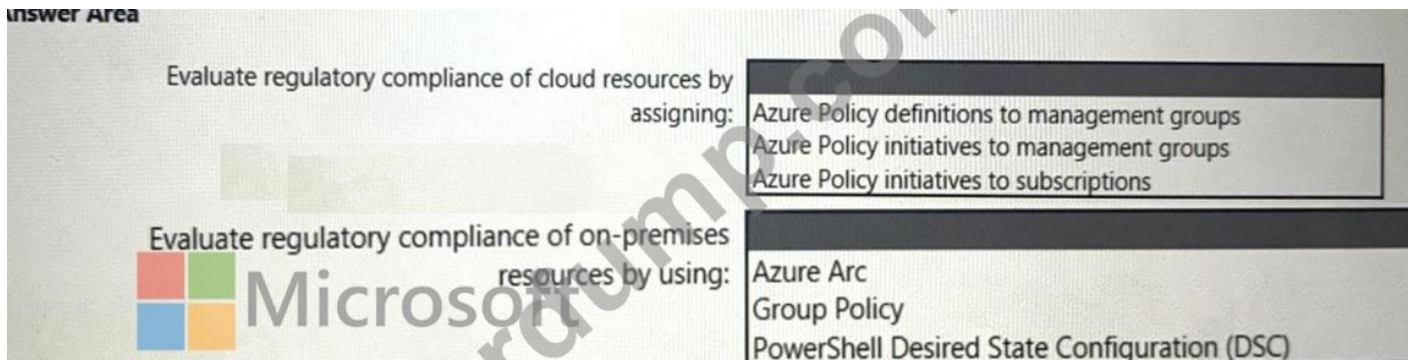 Answer Area
Evaluate regulatory compliance of cloud resources by
assigning:
Azure Policy definitions to management groups
Azure Policy initiatives to management groups
Azure Policy initiatives to subscriptions
Evaluate regulatory compliance of on-premises
resources by using:
Azure Arc
Group Policy
PowerShell Desired State Configuration (DSC)
Microsoft
rdump.com